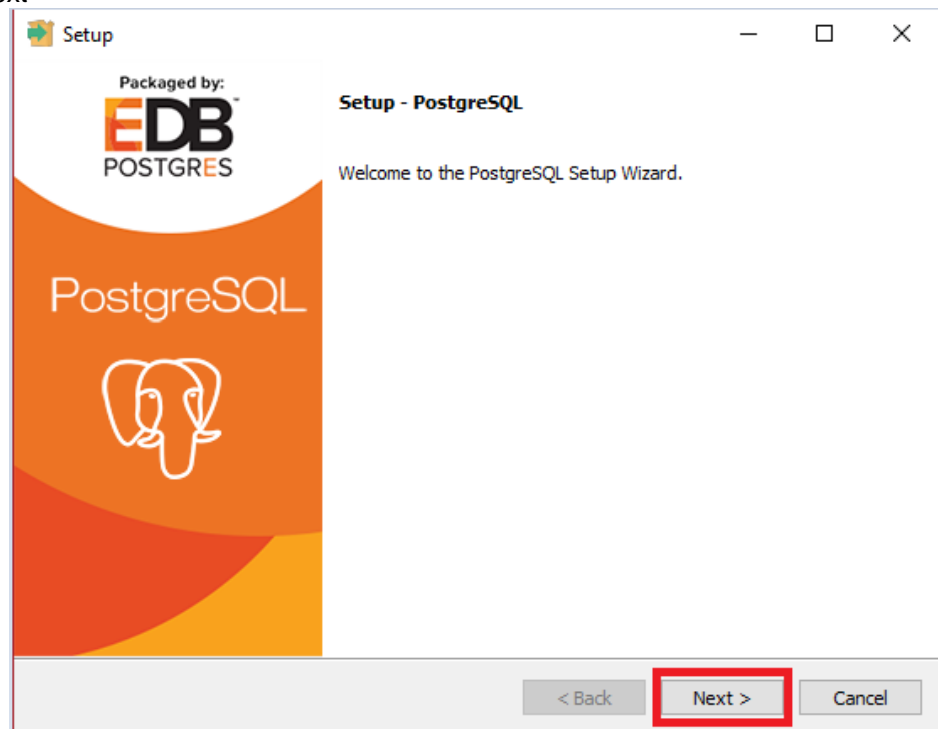 Setup
Packaged by:
EDB
POSTGRES
Setup - PostgreSQL
Welcome to the PostgreSQL Setup Wizard.
PostgreSQL
< Back
Next >
Cancel